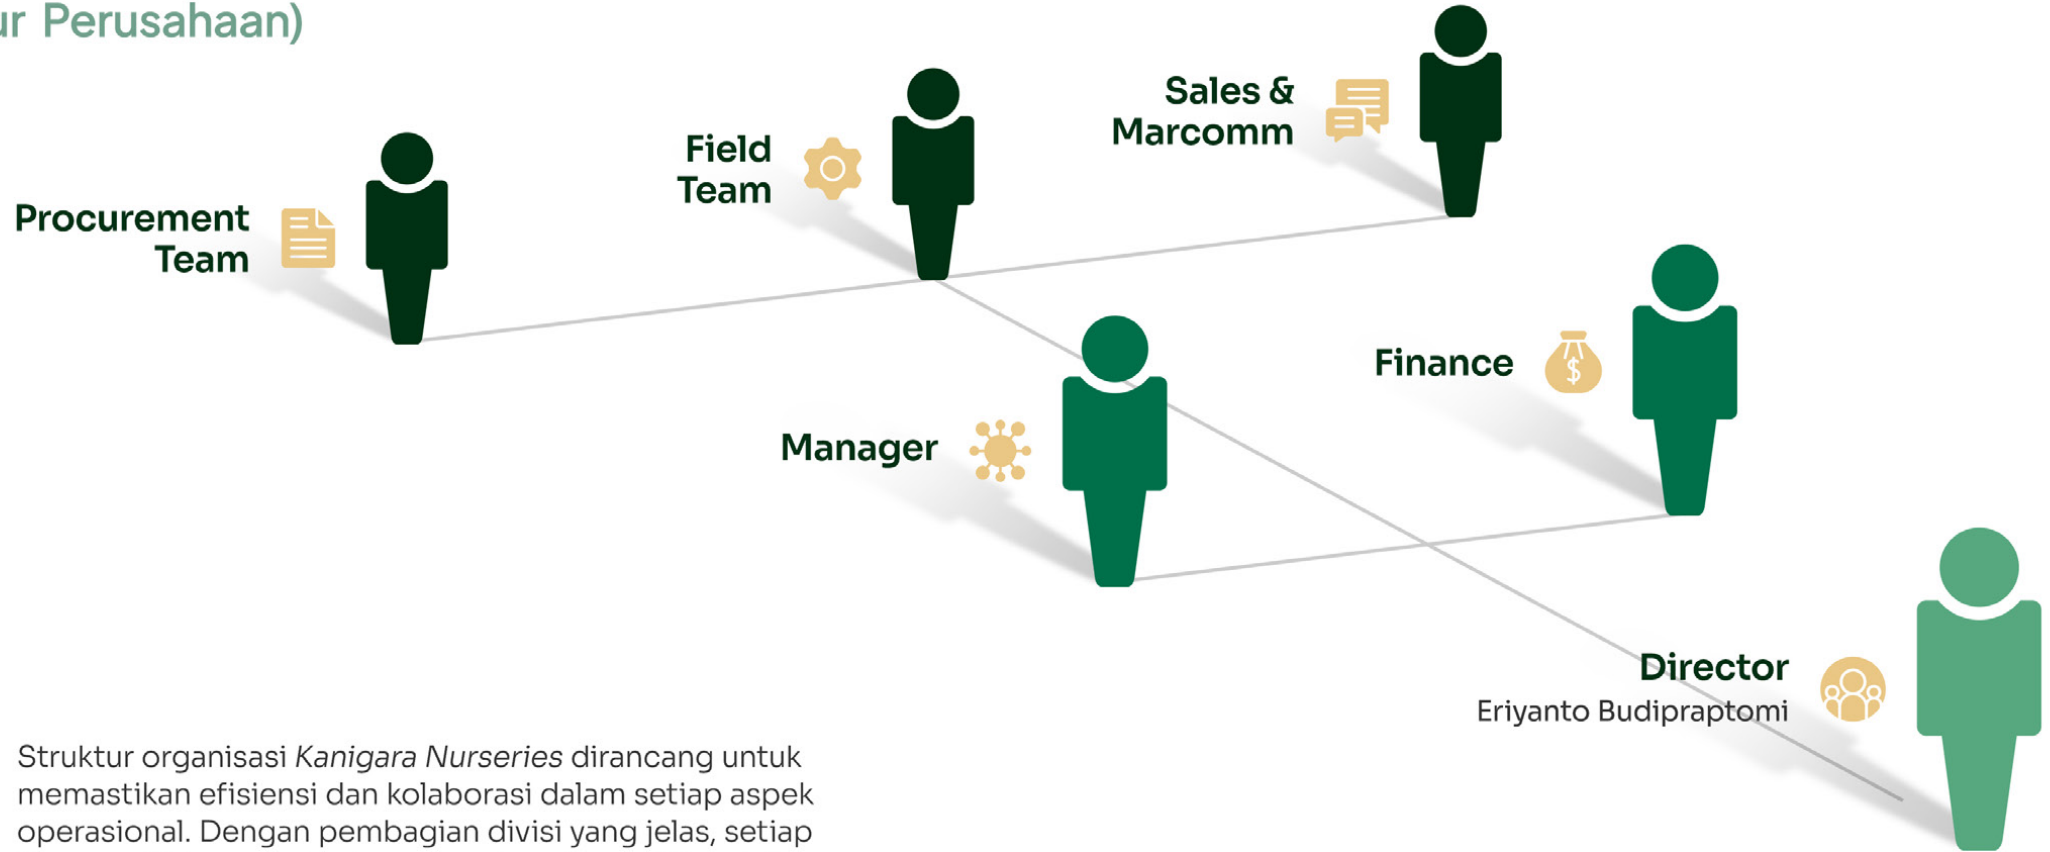 ur Perusahaan)
Sales &
Marcomm
Field
Team
Procurement
Team
Finance
$
Manager
Director
Eriyanto Budipraptomi
Struktur organisasi Kanigara Nurseries dirancang untuk
memastikan efisiensi dan kolaborasi dalam setiap aspek
operasional. Dengan pembagian divisi yang jelas, setiap